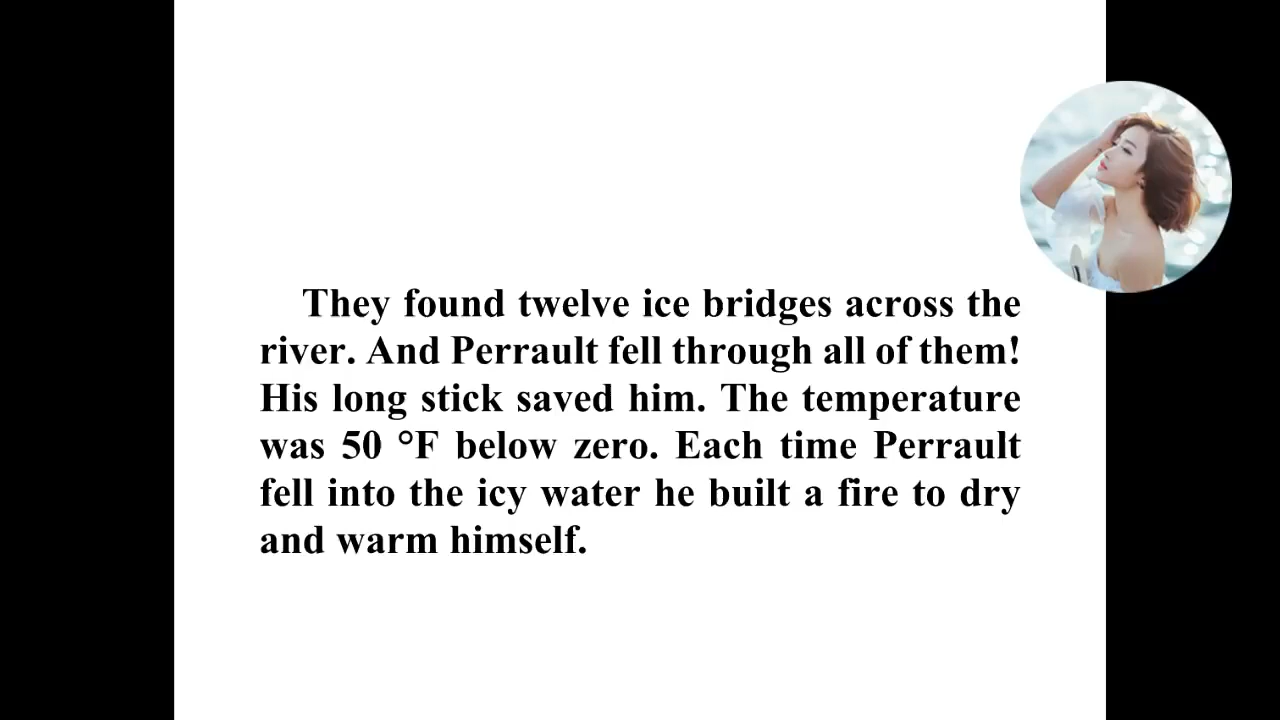 They found twelve ice bridges across the
river. And Perrault fell through all of them!
His long stick saved him. The temperature
was 50 °F below zero. Each time Perrault
fell into the icy water he built a fire to dry
and warm himself.